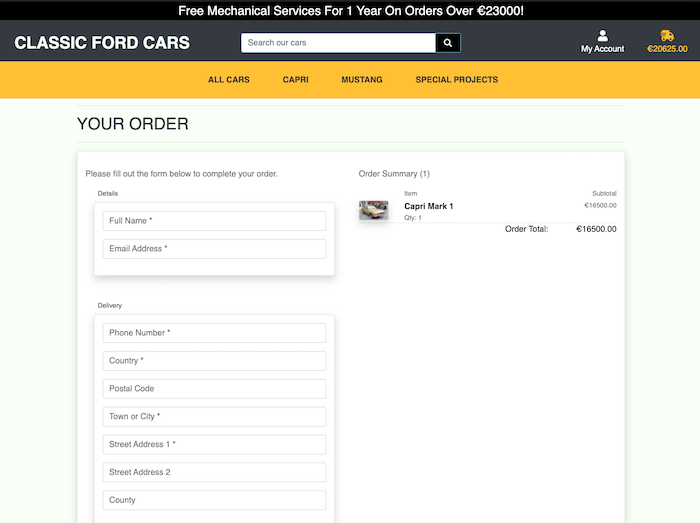 Free Mechanical Services For 1 Year On Orders Over €23000!
CLASSIC FORD CARS
Search our cars
My Account
€20625.00
ALL CARS CAPRI MUSTANG SPECIAL PROJECTS
YOUR ORDER
Please fill out the form below to complete your order.
Details
Full Name *
Email Address *
Delivery
Phone Number *
Country *
Postal Code
Town or City *
Street Address 1 *
Street Address 2
County
Order Summary (1)
Item Subtotal
Capri Mark 1 €16500.00
Qty: 1
Order Total: €16500.00